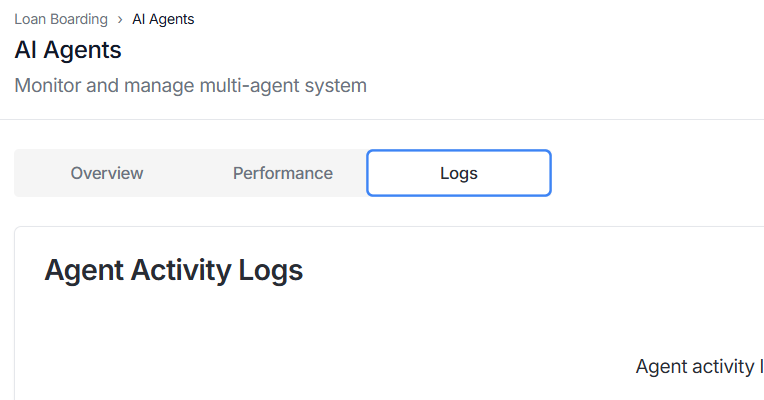 Loan Boarding › AI Agents
AI Agents
Monitor and manage multi-agent system
Overview Performance Logs
Agent Activity Logs
Agent activity